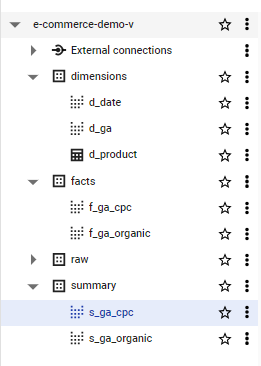 e-commerce-demo-v
External connections
dimensions
d_date
d_ga
d_product
facts
f_ga_cpc
f_ga_organic
raw
summary
s_ga_cpc
s_ga_organic